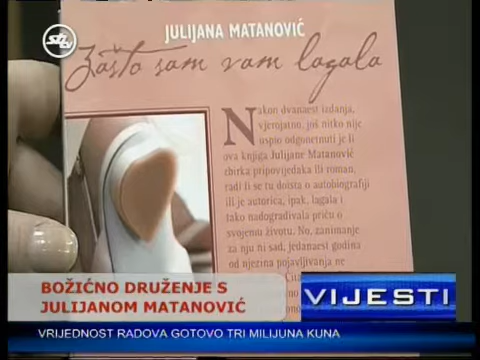 stv
JULIJANA MATANOVIĆ
Zašto sam vam lagala
Nakon dvanaest izdanja,
vjerojatno, još nitko nije
uspio odgonetnuti je li
ova knjiga Julijane Matanović
zbirka pripovijedaka ili roman,
radi li se tu doista o autobiografiji
ili je autorica, ipak, lagala i
tako nadograđivala priču o
svojemu životu. No, zanimanje
za nju ni sad, jedanaest godina
od njezina pojavljivanja ne
BOŽIĆNO DRUŽENJE S
JULIJANOM MATANOVIĆ
VIJESTI
VRIJEDNOST RADOVA GOTOVO TRI MILIJUNA KUNA